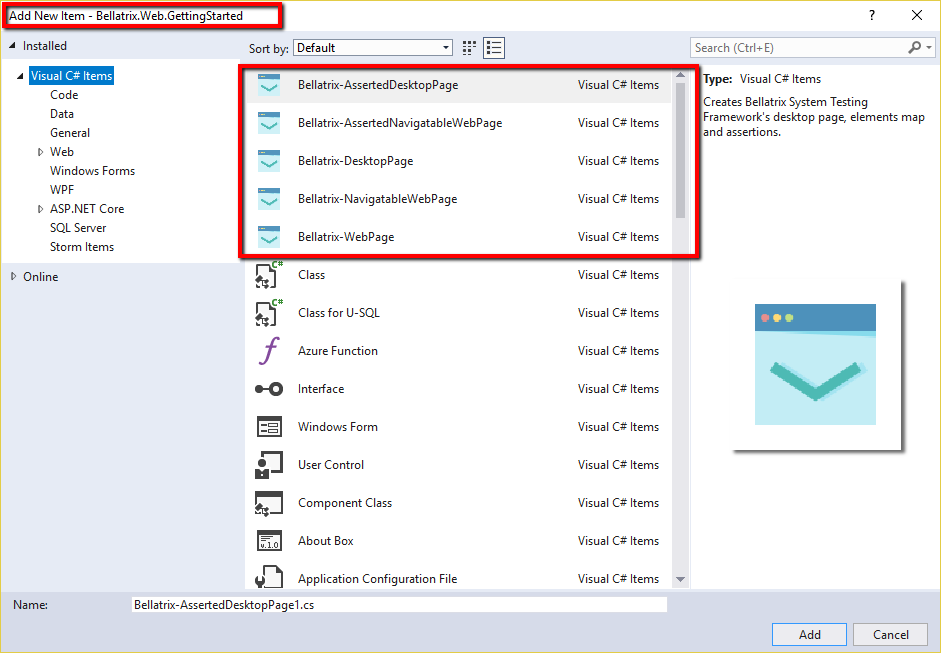 Add New Item - Bellatrix.Web.GettingStarted
?
Installed
Sort by: Default
Search (Ctrl+E)
Visual C# Items
Code
Data
General
Web
Windows Forms
WPF
ASP.NET Core
SQL Server
Storm Items
Online
Bellatrix-AssertedDesktopPage Visual C# Items
Bellatrix-AssertedNavigatableWebPage Visual C# Items
Bellatrix-DesktopPage Visual C# Items
Bellatrix-NavigatableWebPage Visual C# Items
Bellatrix-WebPage Visual C# Items
C#
Class Visual C# Items
C#
Class for U-SQL Visual C# Items
Azure Function Visual C# Items
Interface Visual C# Items
Windows Form Visual C# Items
User Control Visual C# Items
Component Class Visual C# Items
v.1.0
About Box Visual C# Items
Application Configuration File Visual C# Items
Type: Visual C# Items
Creates Bellatrix System Testing
Framework's desktop page, elements map
and assertions.
Name: Bellatrix-AssertedDesktopPage1.cs
Add
Cancel